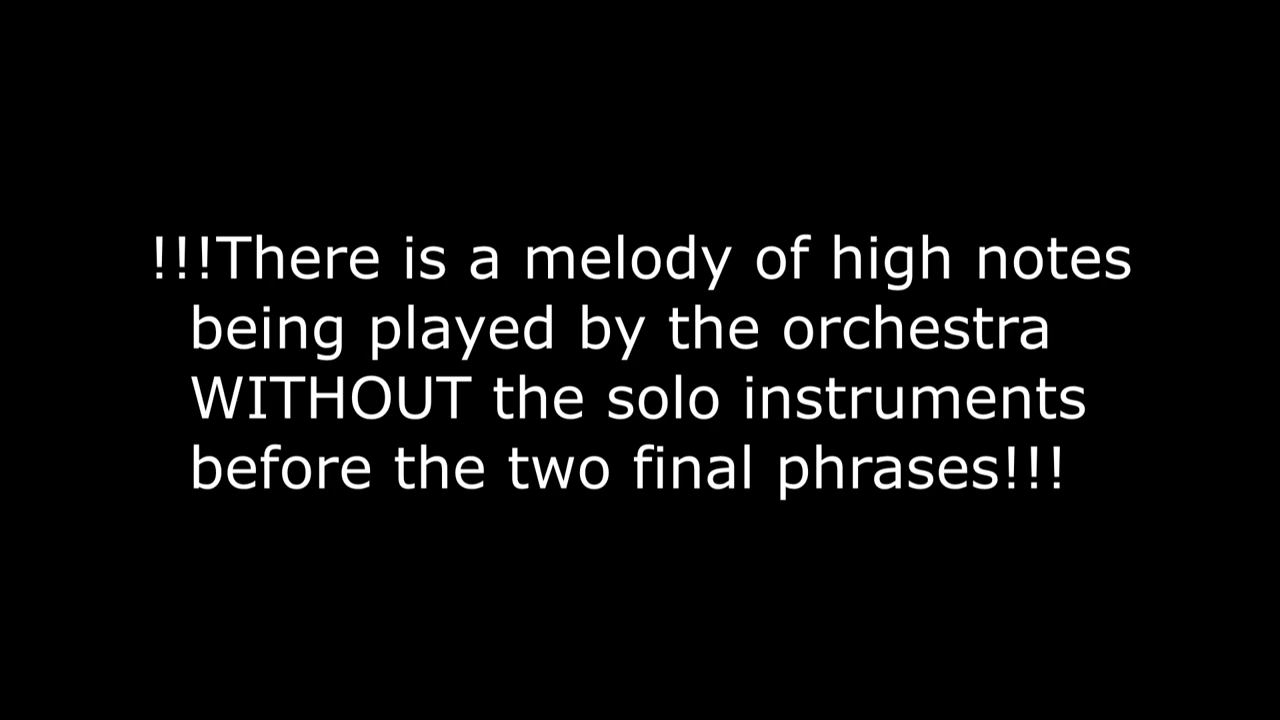 !!!There is a melody of high notes
being played by the orchestra
WITHOUT the solo instruments
before the two final phrases!!!